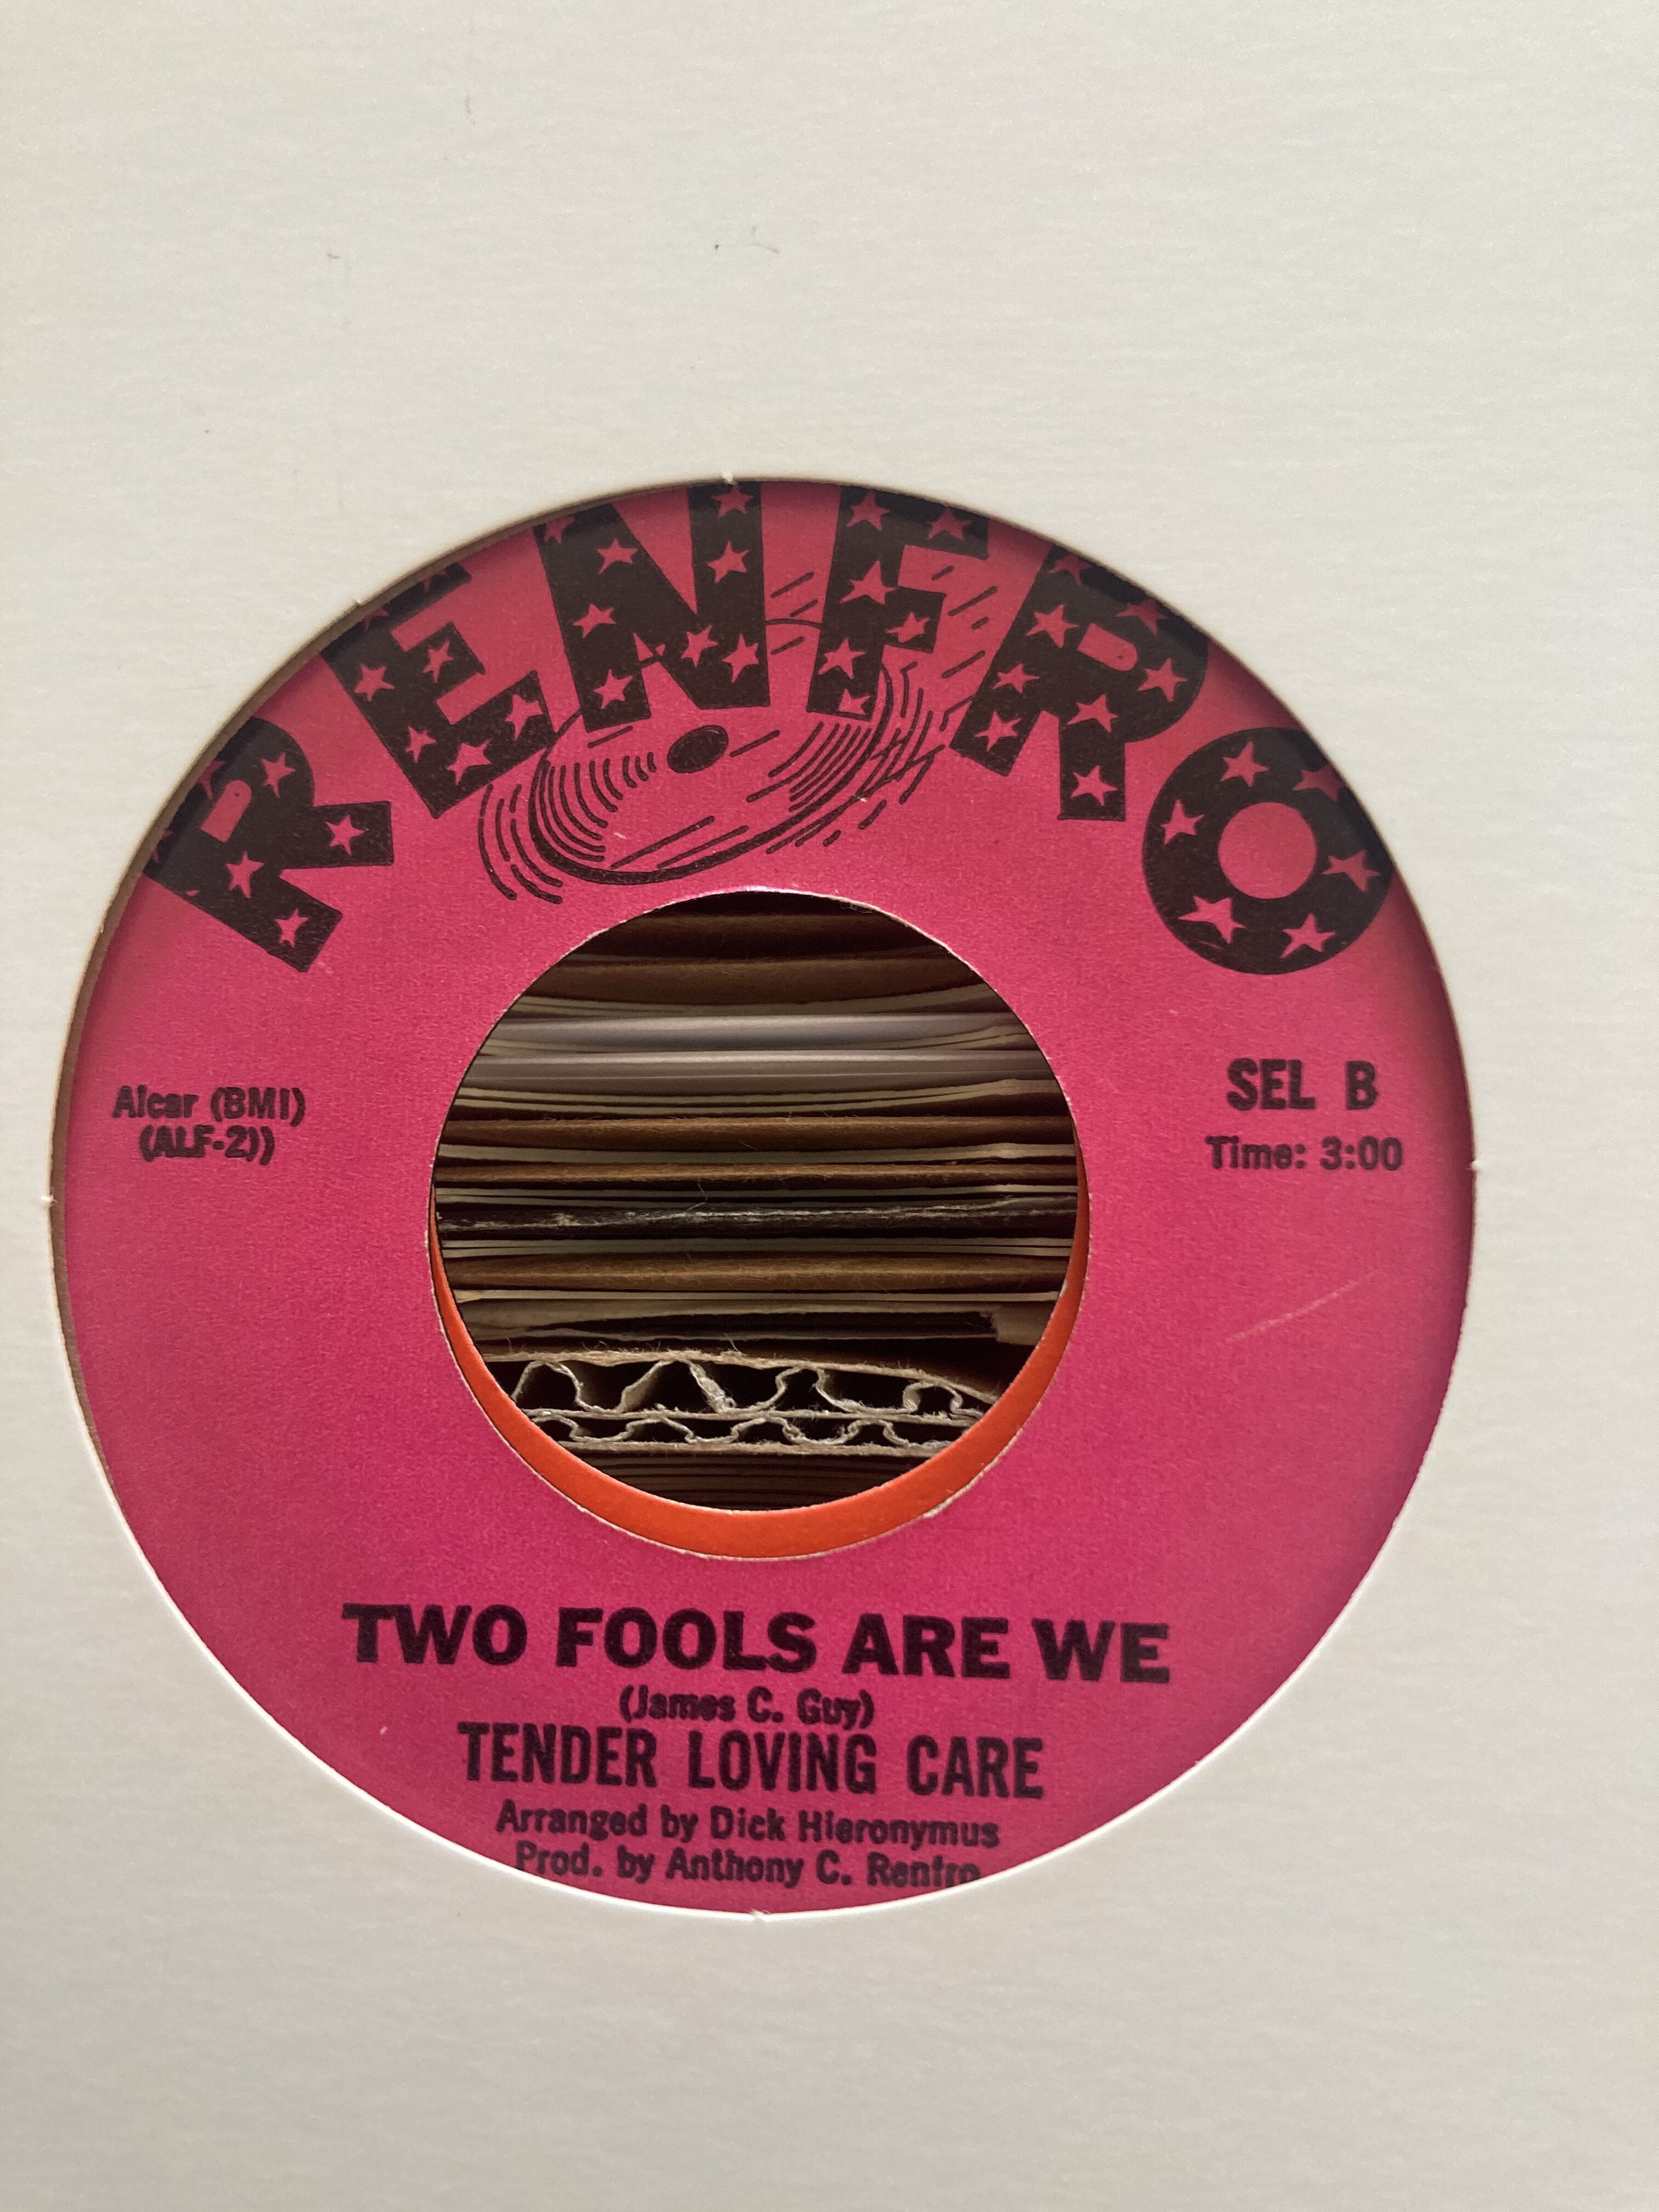 RENFRO
Alcar (BMI)
(ALF-2))
SEL B
Time: 3:00
TWO FOOLS ARE WE
(James C. Guy)
TENDER LOVING CARE
Arranged by Dick Hieronymus
Prod. by Anthony C. Renfro